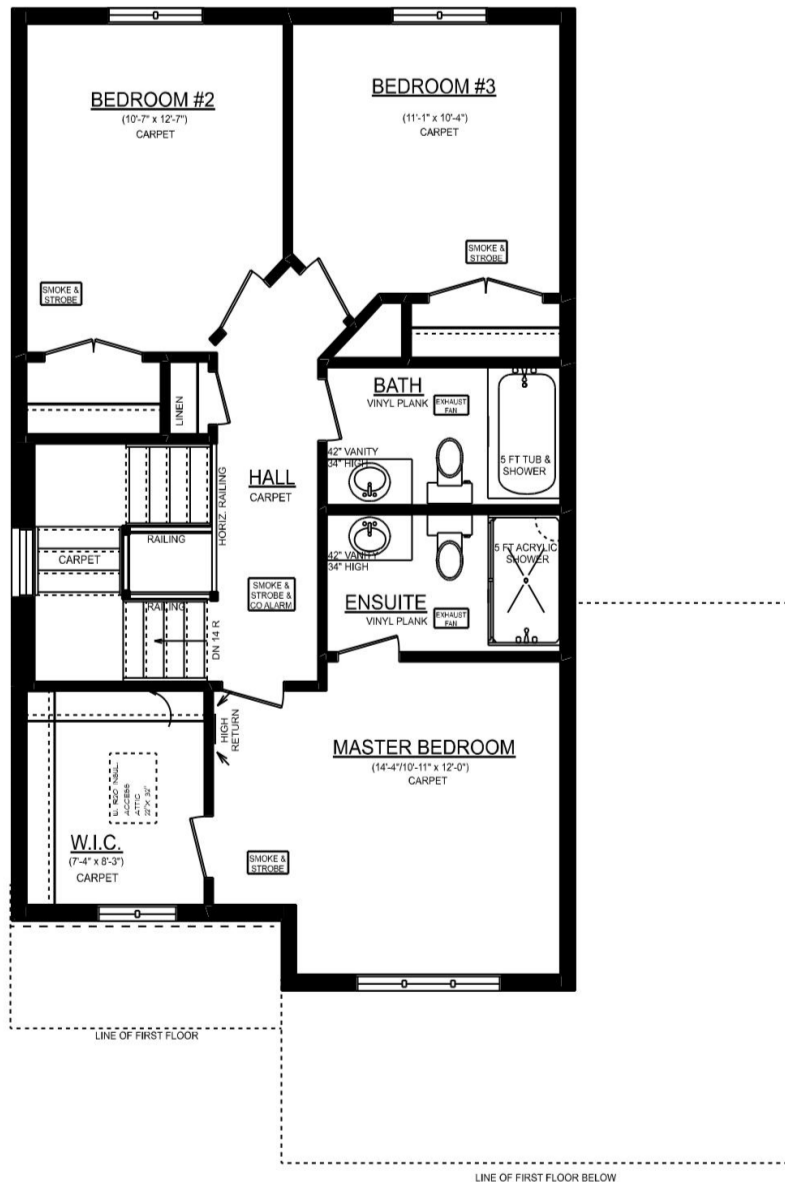 BEDROOM #2
(10'-7" x 12'-7")
CARPET
BEDROOM #3
(11'-1" x 10'-4")
CARPET
SMOKE &
STROBE
SMOKE &
STROBE
LINEN
BATH
VINYL PLANK
EXHAUST
FAN
42" VANITY
34" HIGH
5 FT TUB &
SHOWER
HALL
CARPET
HORIZ. RAILING
RAILING
CARPET
RAILING
DN 14 R
SMOKE &
STROBE &
CO ALARM
42" VANITY
34" HIGH
5 FT ACRYLIC
SHOWER
ENSUITE
VINYL PLANK
EXHAUST
FAN
HIGH
RETURN
MASTER BEDROOM
(14'-4"/10'-11" x 12'-0")
CARPET
INSUL.
ACCESS
ATTIC
W.I.C.
(7'-4" x 8'-3")
CARPET
SMOKE &
STROBE
LINE OF FIRST FLOOR
LINE OF FIRST FLOOR BELOW